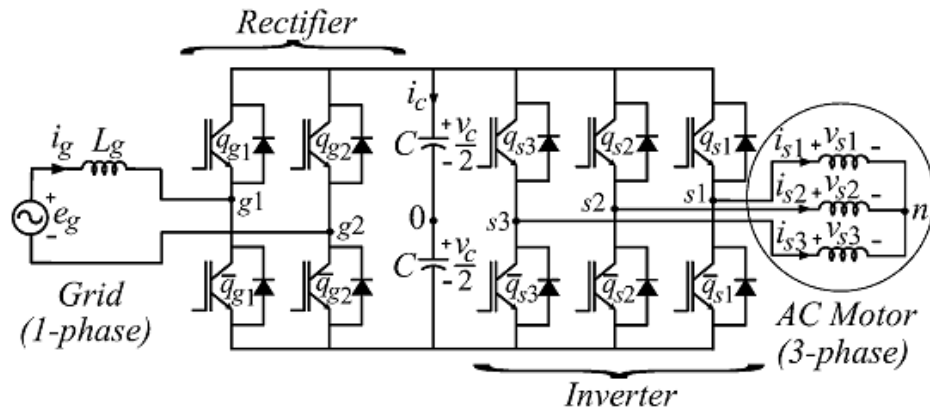 Rectifier
i_g L_g
+ e_g -
Grid
(1-phase)
q_g1 q_g2
g1 g2
q̅_g1 q̅_g2
i_c
C + v_c/2 -
0
C + v_c/2 -
q_s3 q_s2 q_s1
s3 s2 s1
q̅_s3 q̅_s2 q̅_s1
i_s1 + v_s1 -
i_s2 + v_s2 -
i_s3 + v_s3 -
n
AC Motor
(3-phase)
Inverter